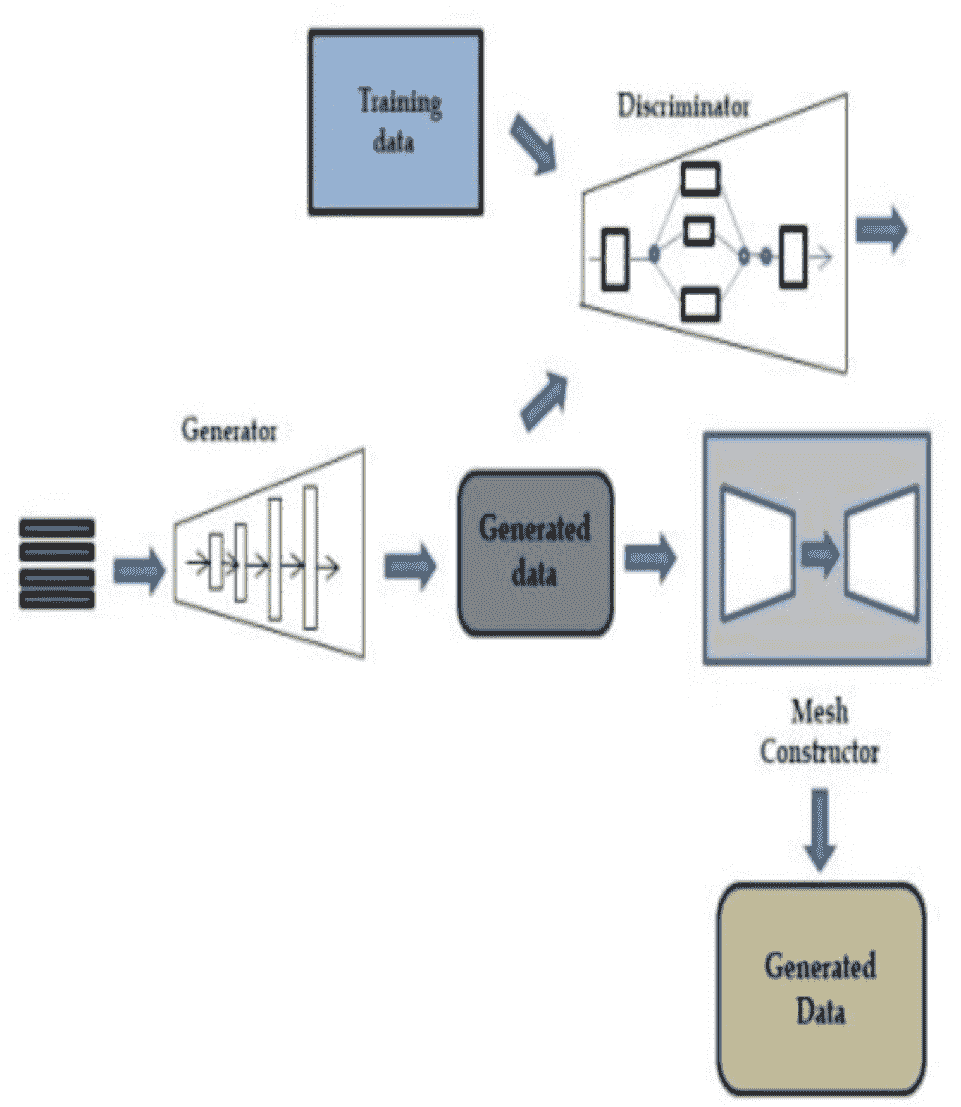 Training
data
Discriminator
Generator
Generated
data
Mesh
Constructor
Generated
Data